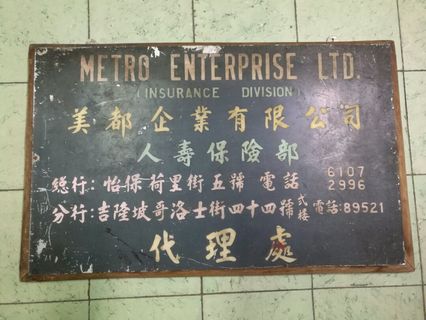 METRO ENTERPRISE LTD.
(INSURANCE DIVISION)
美都企業有限公司
人壽保險部
總行:怡保荷里街五號 電話 6107 2996
分行:吉隆坡哥洛士街四十四號弍樓 電話:89521
代理處